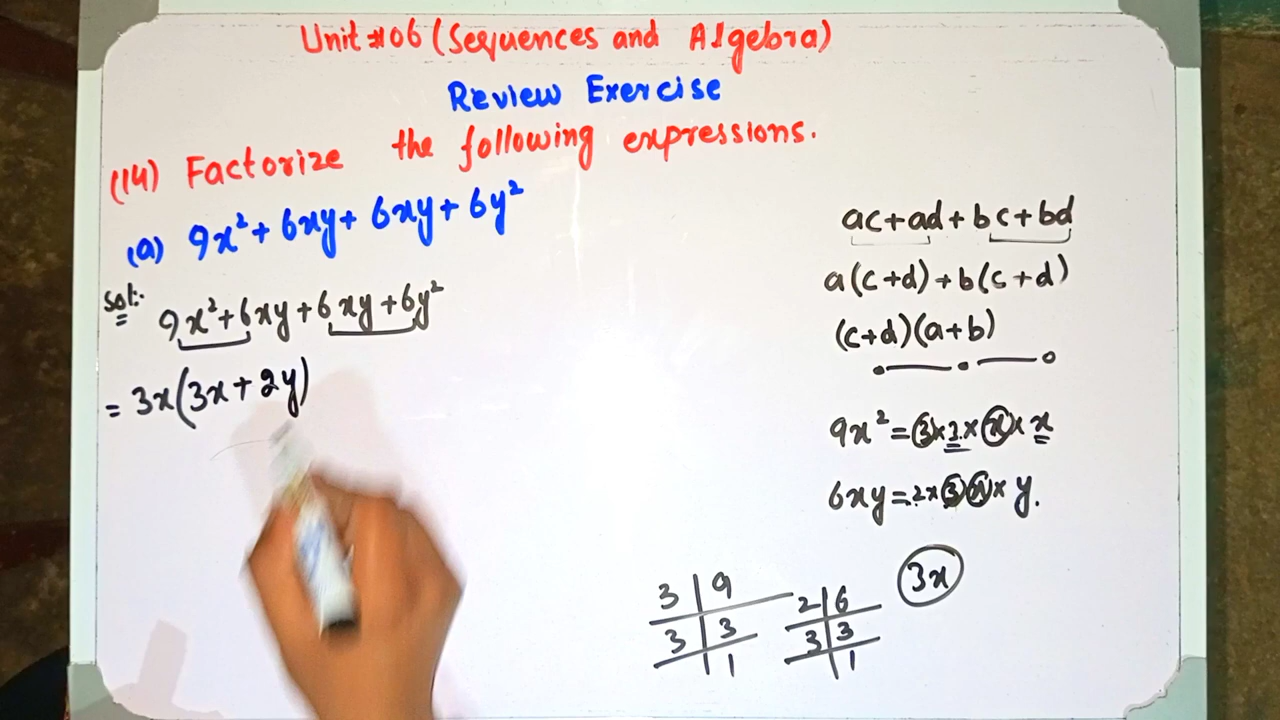 Unit # 06 (Sequences and Algebra)
Review Exercise
(14) Factorize the following expressions.
(a) 9x² + 6xy + 6xy + 6y²
Sol:-
9x² + 6xy + 6xy + 6y²
= 3x(3x + 2y)
ac + ad + bc + bd
a(c + d) + b(c + d)
(c + d)(a + b)
9x² = 3 × 3 × x × x
6xy = 2 × 3 x × y.
3x
3 | 9
3 | 3
| 1
2 | 6
3 | 3
| 1